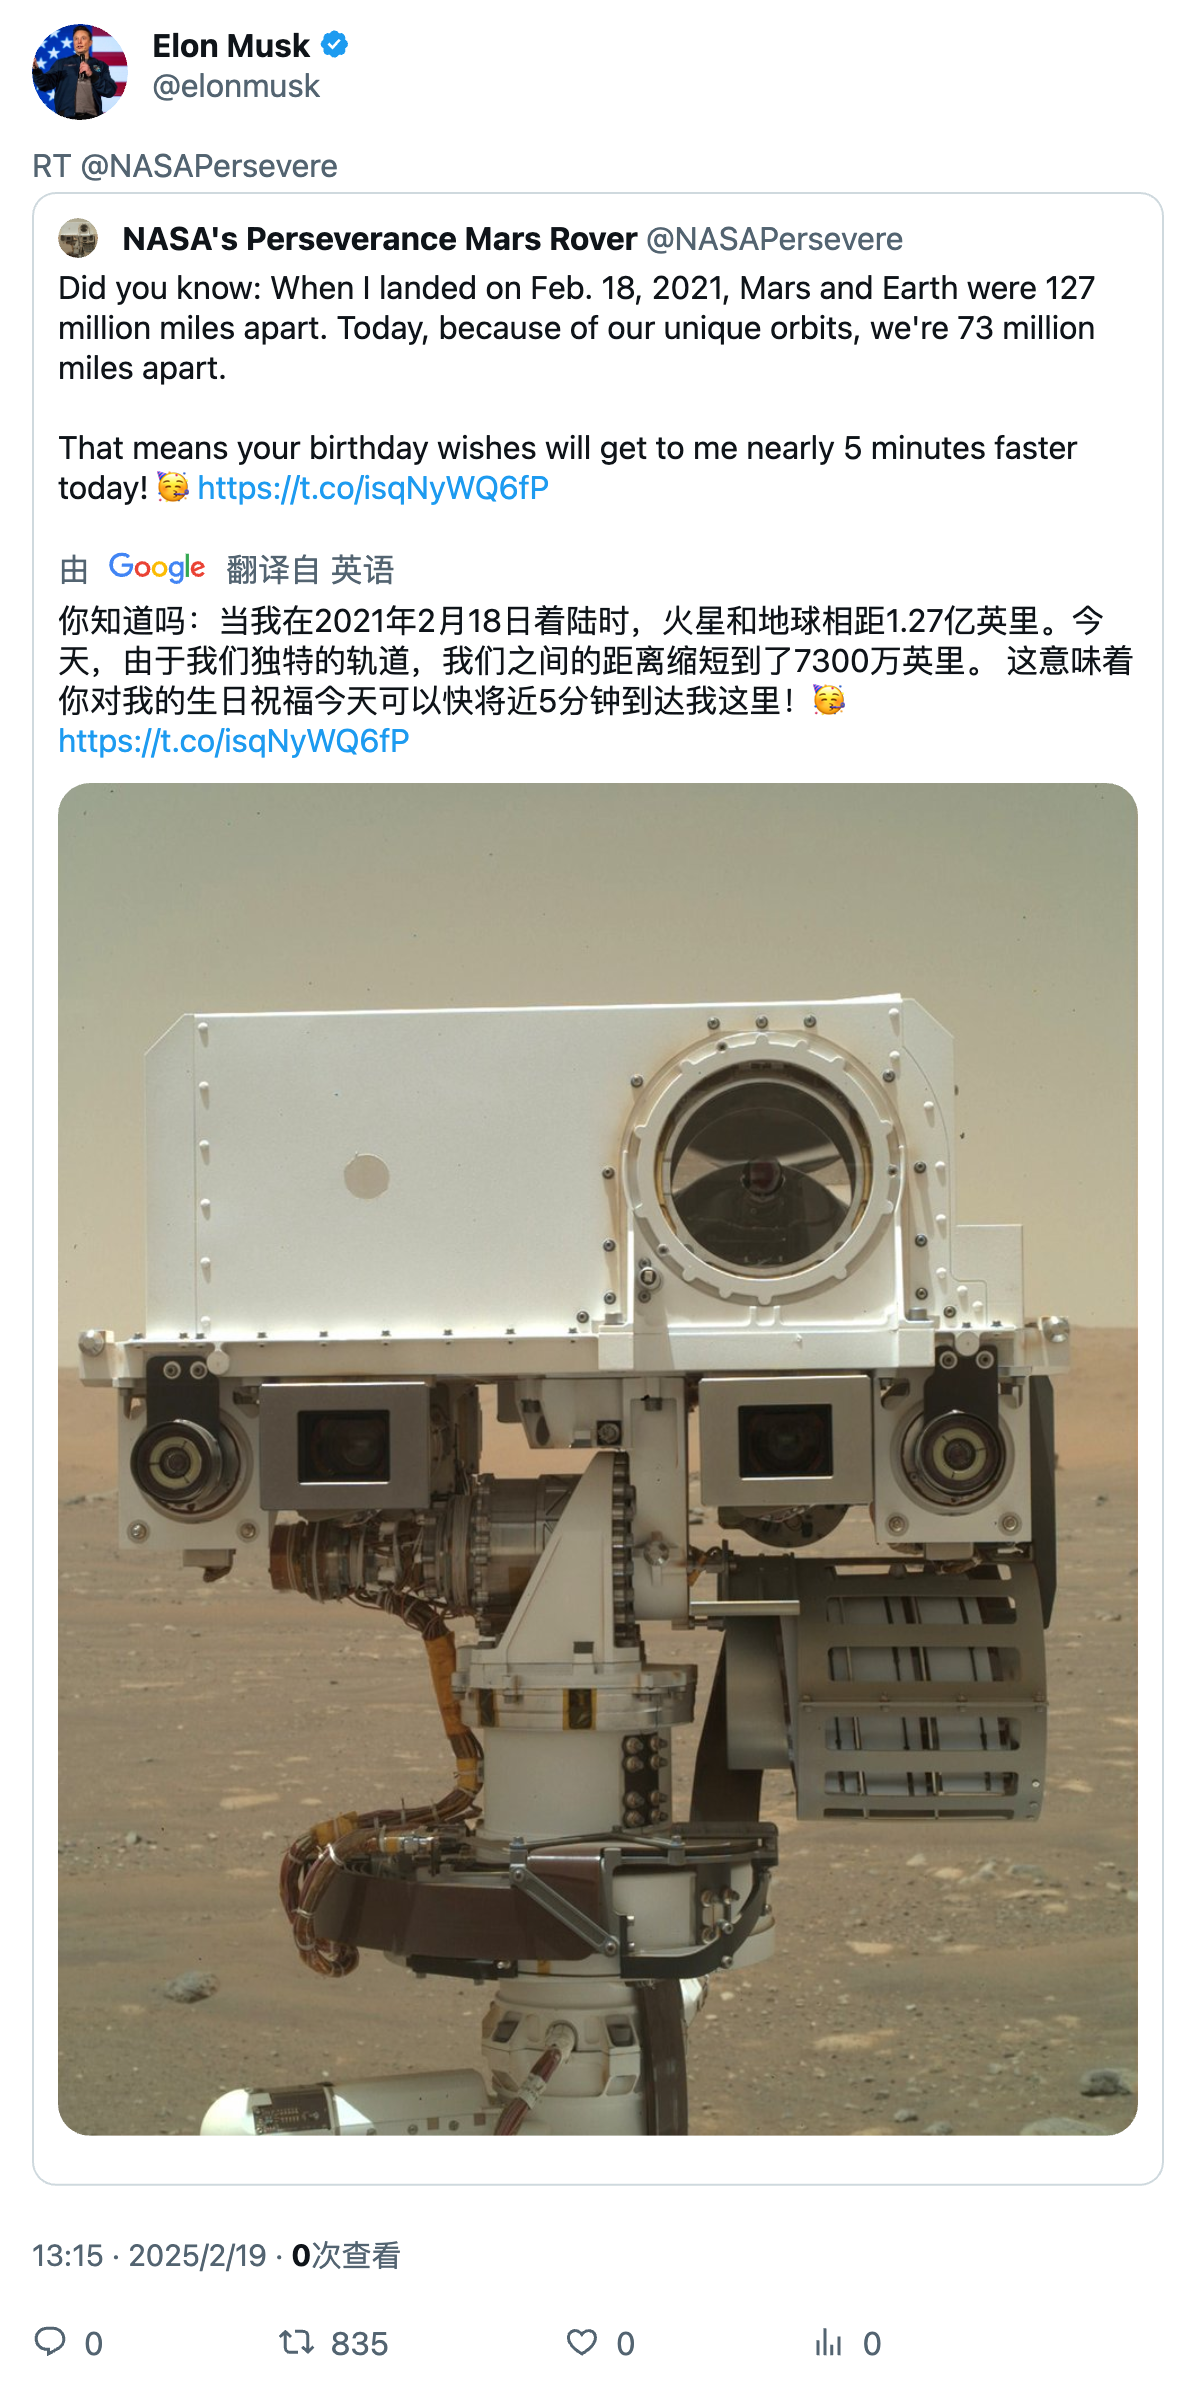 Elon Musk
@elonmusk
RT @NASAPersevere
NASA's Perseverance Mars Rover @NASAPersevere
Did you know: When I landed on Feb. 18, 2021, Mars and Earth were 127
million miles apart. Today, because of our unique orbits, we're 73 million
miles apart.
That means your birthday wishes will get to me nearly 5 minutes faster
today! 🥳 https://t.co/isqNyWQ6fP
由 Google 翻译自 英语
你知道吗：当我在2021年2月18日着陆时，火星和地球相距1.27亿英里。今
天，由于我们独特的轨道，我们之间的距离缩短到了7300万英里。 这意味着
你对我的生日祝福今天可以快将近5分钟到达我这里！🥳
https://t.co/isqNyWQ6fP
13:15 · 2025/2/19 · 0次查看
0 835 0 0